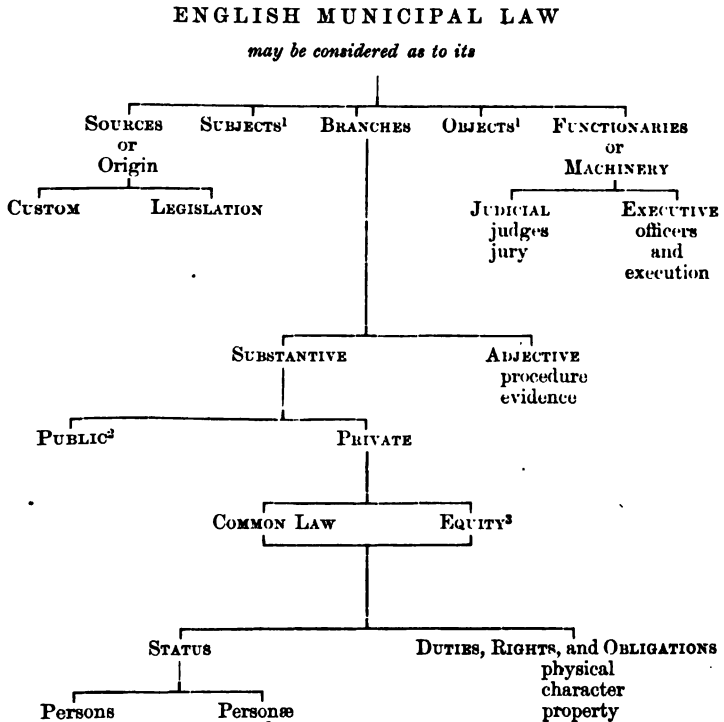 ENGLISH MUNICIPAL LAW
may be considered as to its
SOURCES SUBJECTS¹ BRANCHES OBJECTS¹ FUNCTIONARIES
or or
Origin MACHINERY
CUSTOM LEGISLATION JUDICIAL EXECUTIVE
judges officers
jury and
execution
SUBSTANTIVE ADJECTIVE
procedure
evidence
PUBLIC² PRIVATE
COMMON LAW EQUITY³
STATUS DUTIES, RIGHTS, and OBLIGATIONS
physical
character
Persons Personæ property